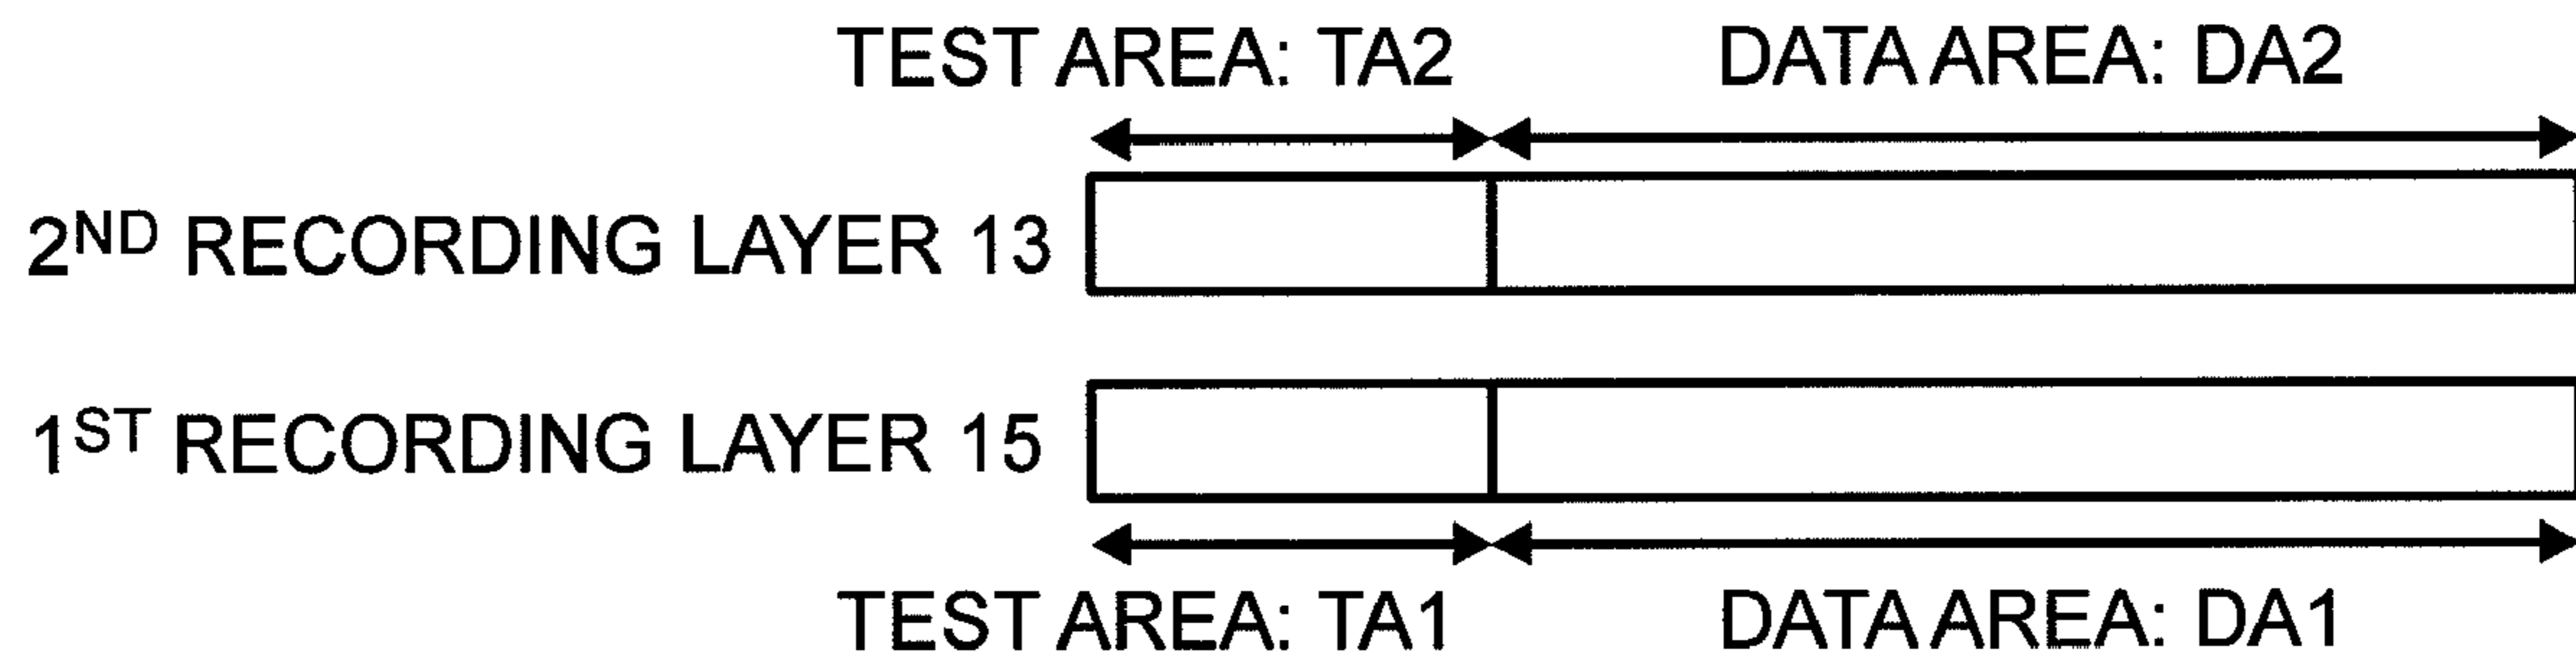 TEST AREA: TA2 DATA AREA: DA2
2ND RECORDING LAYER 13
1ST RECORDING LAYER 15
TEST AREA: TA1 DATA AREA: DA1